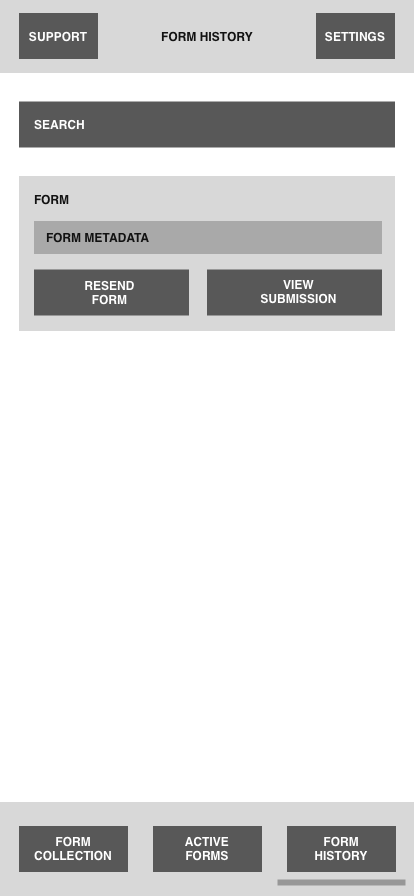 SUPPORT
FORM HISTORY
SETTINGS
SEARCH
FORM
FORM METADATA
RESEND
FORM
VIEW
SUBMISSION
FORM
COLLECTION
ACTIVE
FORMS
FORM
HISTORY